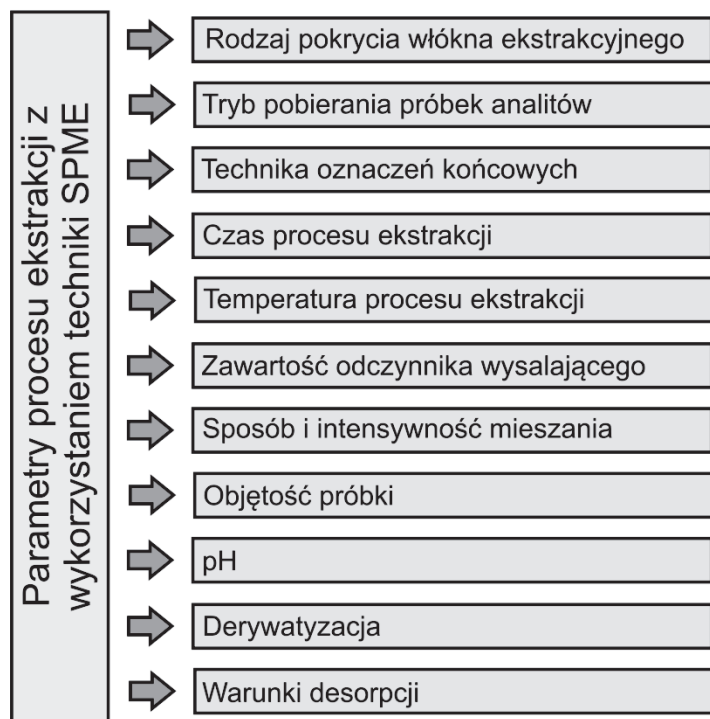 Parametry procesu ekstrakcji z
wykorzystaniem techniki SPME
Rodzaj pokrycia włókna ekstrakcyjnego
Tryb pobierania próbek analitów
Technika oznaczeń końcowych
Czas procesu ekstrakcji
Temperatura procesu ekstrakcji
Zawartość odczynnika wysalającego
Sposób i intensywność mieszania
Objętość próbki
pH
Derywatyzacja
Warunki desorpcji